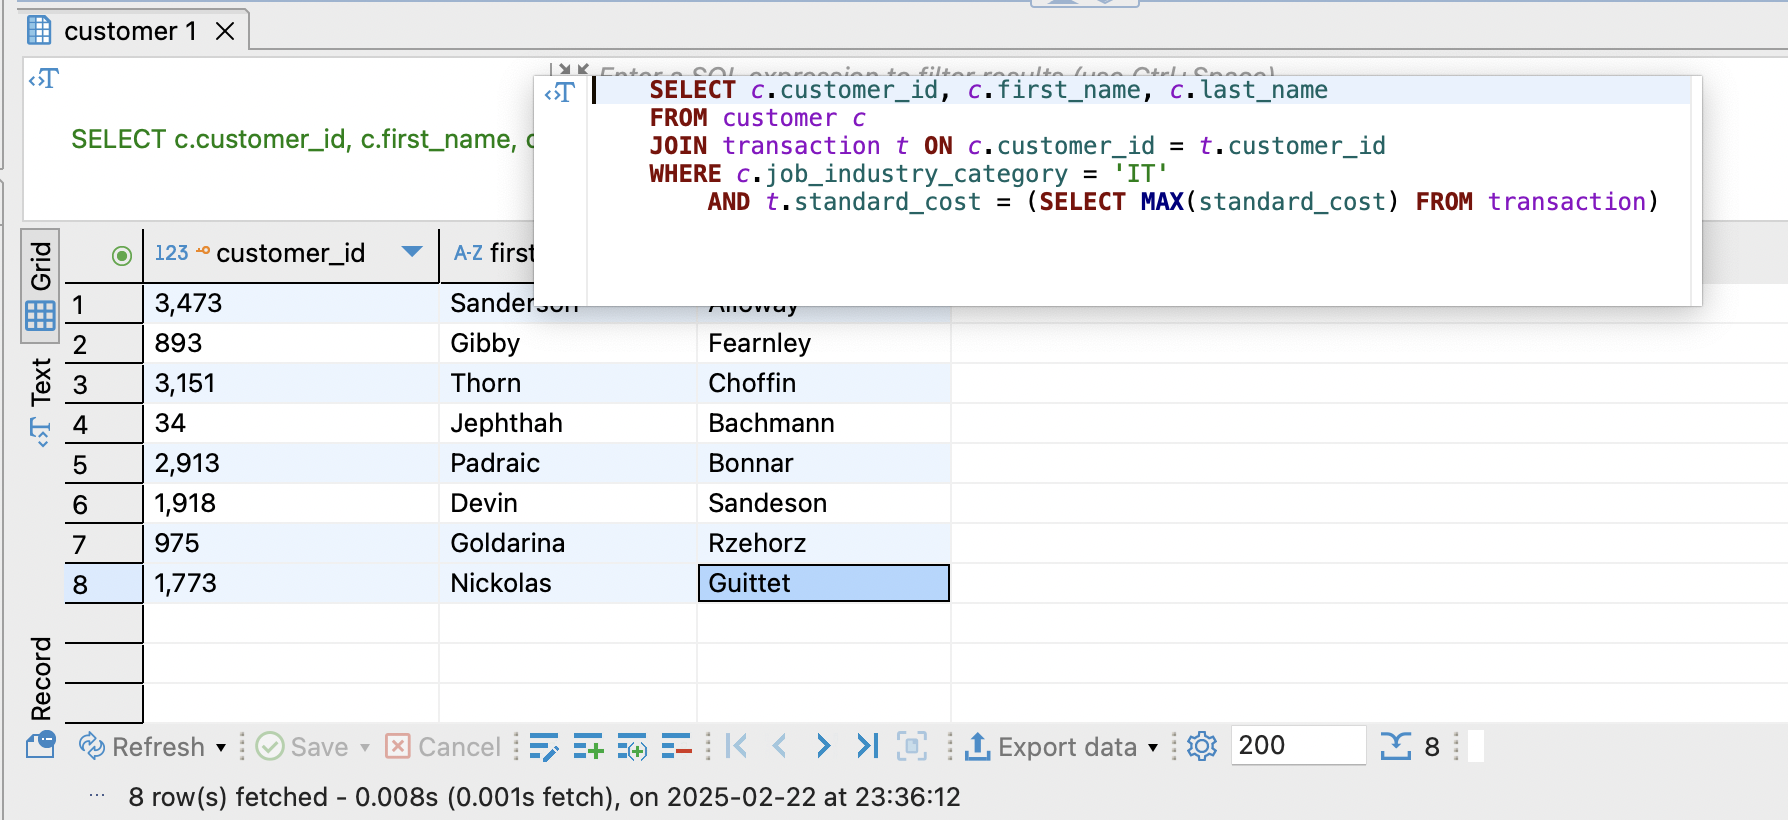 customer 1
Enter a SQL expression to filter results (use Ctrl+Space)
SELECT c.customer_id, c.first_name,
SELECT c.customer_id, c.first_name, c.last_name
FROM customer c
JOIN transaction t ON c.customer_id = t.customer_id
WHERE c.job_industry_category = 'IT'
AND t.standard_cost = (SELECT MAX(standard_cost) FROM transaction)
Grid
Text
Record
123 customer_id A-Z first
1 3,473 Sanderson Alloway
2 893 Gibby Fearnley
3 3,151 Thorn Choffin
4 34 Jephthah Bachmann
5 2,913 Padraic Bonnar
6 1,918 Devin Sandeson
7 975 Goldarina Rzehorz
8 1,773 Nickolas Guittet
Refresh Save Cancel Export data 200 8
8 row(s) fetched - 0.008s (0.001s fetch), on 2025-02-22 at 23:36:12